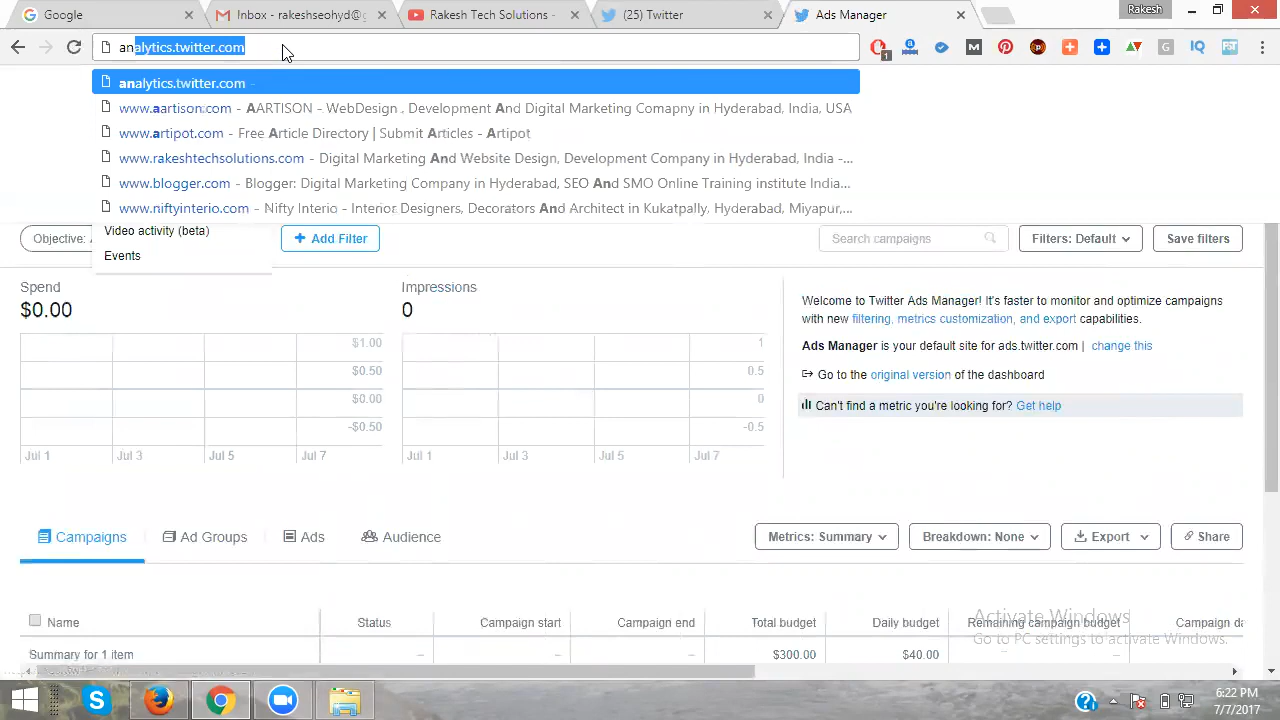 Google
Inbox - rakeshseohyd@g
Rakesh Tech Solutions
(25) Twitter
Ads Manager
Rakesh
analytics.twitter.com
1
analytics.twitter.com -
www.aartison.com - AARTISON - WebDesign , Development And Digital Marketing Comapny in Hyderabad, India, USA
www.artipot.com - Free Article Directory | Submit Articles - Artipot
www.rakeshtechsolutions.com - Digital Marketing And Website Design, Development Company in Hyderabad, India -...
www.blogger.com - Blogger: Digital Marketing Company in Hyderabad, SEO And SMO Online Training institute India...
www.niftyinterio.com - Nifty Interio - Interior Designers, Decorators And Architect in Kukatpally, Hyderabad, Miyapur,...
Video activity (beta)
Events
Objective: A
+ Add Filter
Search campaigns
Filters: Default
Save filters
Spend
$0.00
$1.00
$0.50
$0.00
-$0.50
Jul 1 Jul 3 Jul 5 Jul 7
Impressions
0
1
0.5
0
-0.5
Jul 1 Jul 3 Jul 5 Jul 7
Welcome to Twitter Ads Manager! It's faster to monitor and optimize campaigns
with new filtering, metrics customization, and export capabilities.
Ads Manager is your default site for ads.twitter.com | change this
Go to the original version of the dashboard
Can't find a metric you're looking for? Get help
Campaigns
Ad Groups
Ads
Audience
Metrics: Summary
Breakdown: None
Export
Share
Name Status Campaign start Campaign end Total budget Daily budget Remaining campaign budget Campaign da
Summary for 1 item – – – $300.00 $40.00 –
Activate Windows
Go to PC settings to activate Windows.
6:22 PM
7/7/2017